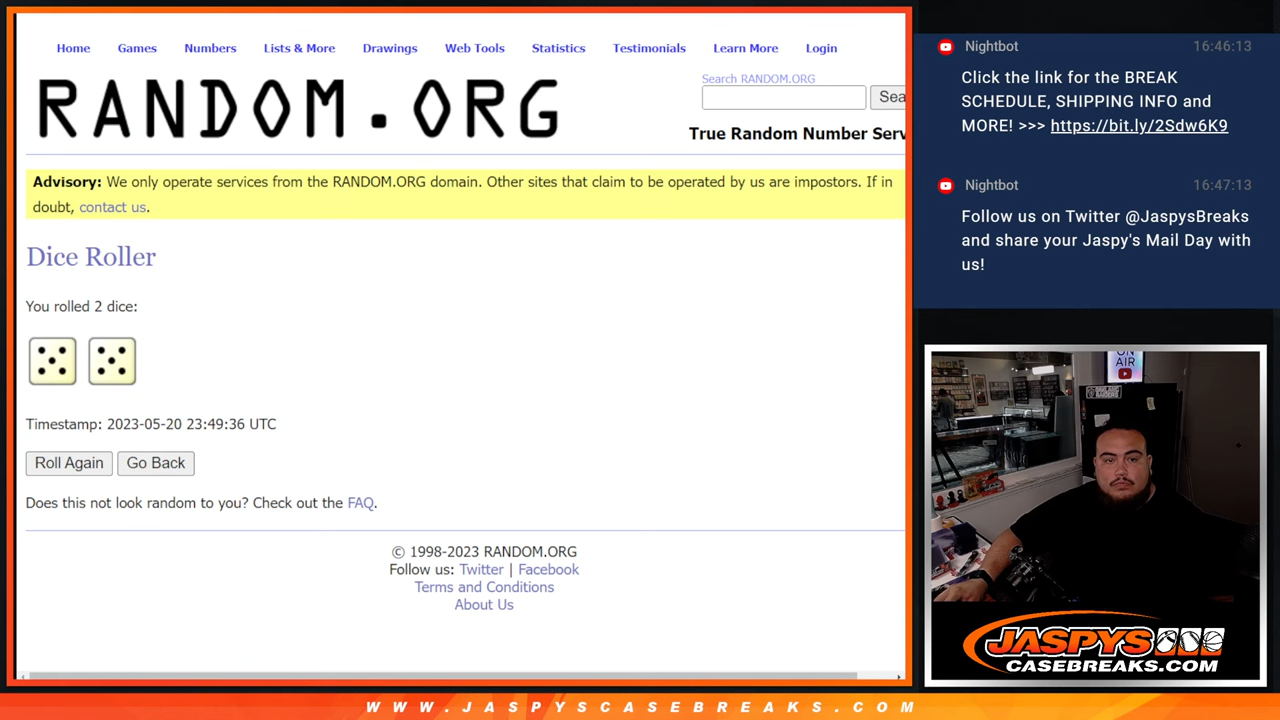 Home Games Numbers Lists & More Drawings Web Tools Statistics Testimonials Learn More Login
RANDOM.ORG
Search RANDOM.ORG
Sea
True Random Number Serv
Advisory: We only operate services from the RANDOM.ORG domain. Other sites that claim to be operated by us are impostors. If in
doubt, contact us.
Dice Roller
You rolled 2 dice:
Timestamp: 2023-05-20 23:49:36 UTC
Roll Again Go Back
Does this not look random to you? Check out the FAQ.
© 1998-2023 RANDOM.ORG
Follow us: Twitter | Facebook
Terms and Conditions
About Us
Nightbot 16:46:13
Click the link for the BREAK
SCHEDULE, SHIPPING INFO and
MORE! >>> https://bit.ly/2Sdw6K9
Nightbot 16:47:13
Follow us on Twitter @JaspysBreaks
and share your Jaspy's Mail Day with
us!
ON
AIR
JASPYS
CASEBREAKS.COM
WWW.JASPYSCASEBREAKS.COM